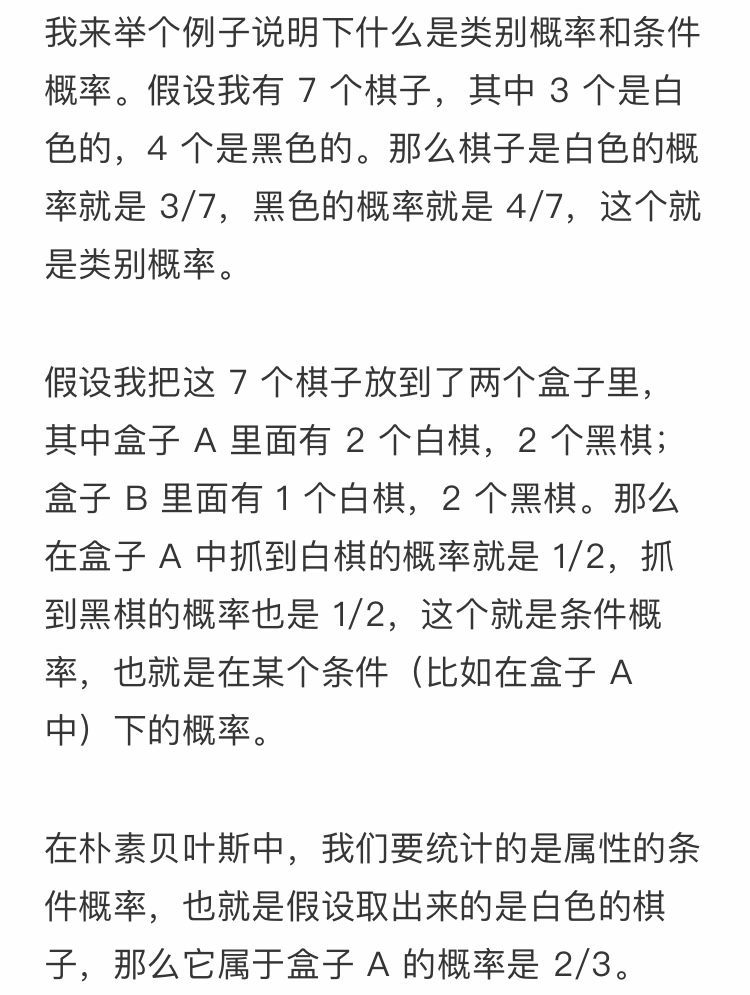 我来举个例子说明下什么是类别概率和条件
概率。假设我有 7 个棋子，其中 3 个是白
色的，4 个是黑色的。那么棋子是白色的概
率就是 3/7，黑色的概率就是 4/7，这个就
是类别概率。
假设我把这 7 个棋子放到了两个盒子里，
其中盒子 A 里面有 2 个白棋，2 个黑棋；
盒子 B 里面有 1 个白棋，2 个黑棋。那么
在盒子 A 中抓到白棋的概率就是 1/2，抓
到黑棋的概率也是 1/2，这个就是条件概
率，也就是在某个条件（比如在盒子 A
中）下的概率。
在朴素贝叶斯中，我们要统计的是属性的条
件概率，也就是假设取出来的是白色的棋
子，那么它属于盒子 A 的概率是 2/3。